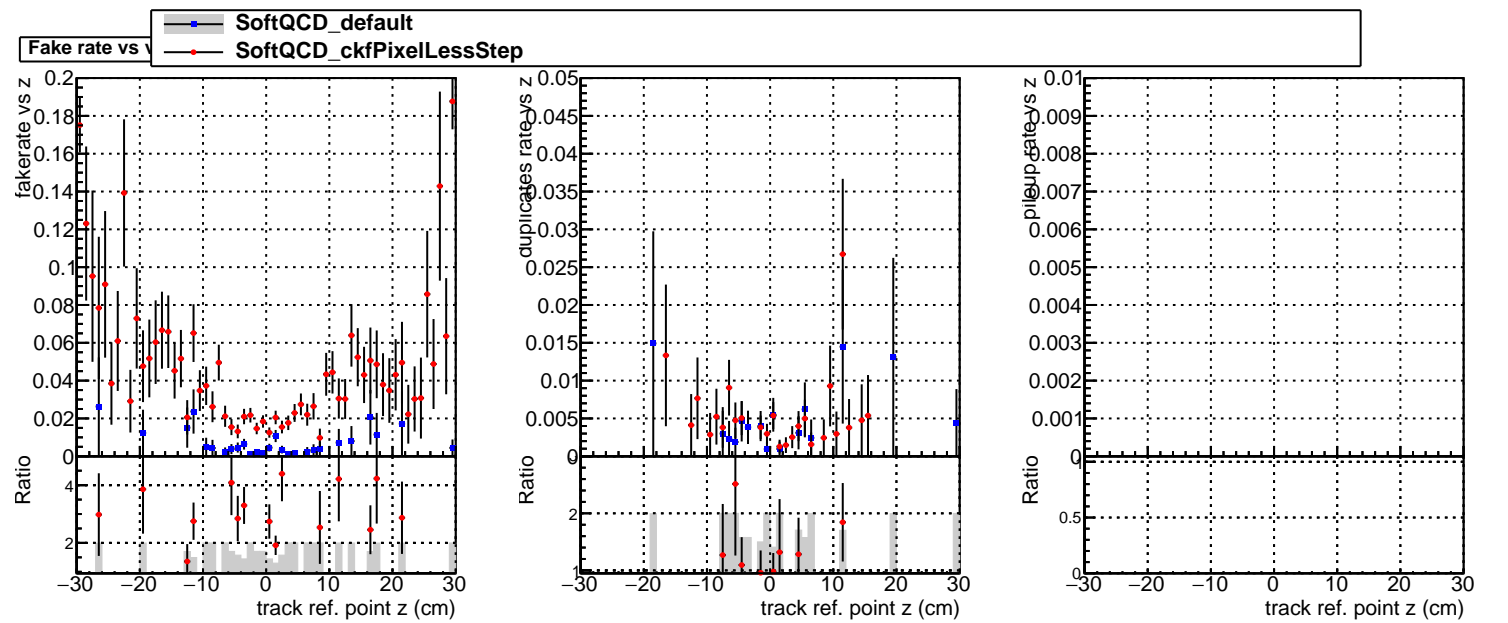 SoftQCD_default
SoftQCD_ckfPixelLessStep
Fake rate vs v
fakerate vs z
0.2
0.18
0.16
0.14
0.12
0.1
0.08
0.06
0.04
0.02
0
Ratio
4
2
−30 −20 −10 0 10 20 30
track ref. point z (cm)
duplicates rate vs z
0.05
0.045
0.04
0.035
0.03
0.025
0.02
0.015
0.01
0.005
0
Ratio
2
1
−30 −20 −10 0 10 20 30
track ref. point z (cm)
pileup rate vs z
0.01
0.009
0.008
0.007
0.006
0.005
0.004
0.003
0.002
0.001
0
Ratio
1
0.5
0
−30 −20 −10 0 10 20 30
track ref. point z (cm)